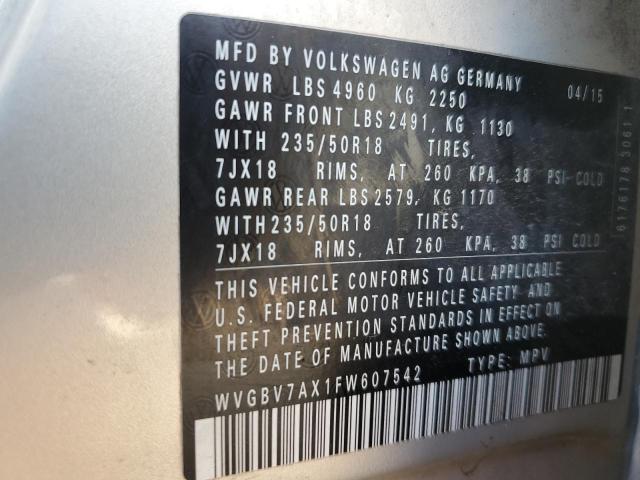 MFD BY VOLKSWAGEN AG GERMANY
GVWR LBS 4960 KG 2250 04/15
GAWR FRONT LBS 2491, KG 1130
WITH 235/50R18 TIRES,
7JX18 RIMS, AT 260 KPA, 38 PSI-COLD
GAWR REAR LBS 2579, KG 1170
WITH 235/50R18 TIRES,
7JX18 RIMS, AT 260 KPA, 38 PSI COLD
THIS VEHICLE CONFORMS TO ALL APPLICABLE
U.S. FEDERAL MOTOR VEHICLE SAFETY AND
THEFT PREVENTION STANDARDS IN EFFECT ON
THE DATE OF MANUFACTURE SHOWN ABOVE.
WVGBV7AX1FW607542 TYPE: MPV
6176178 30611